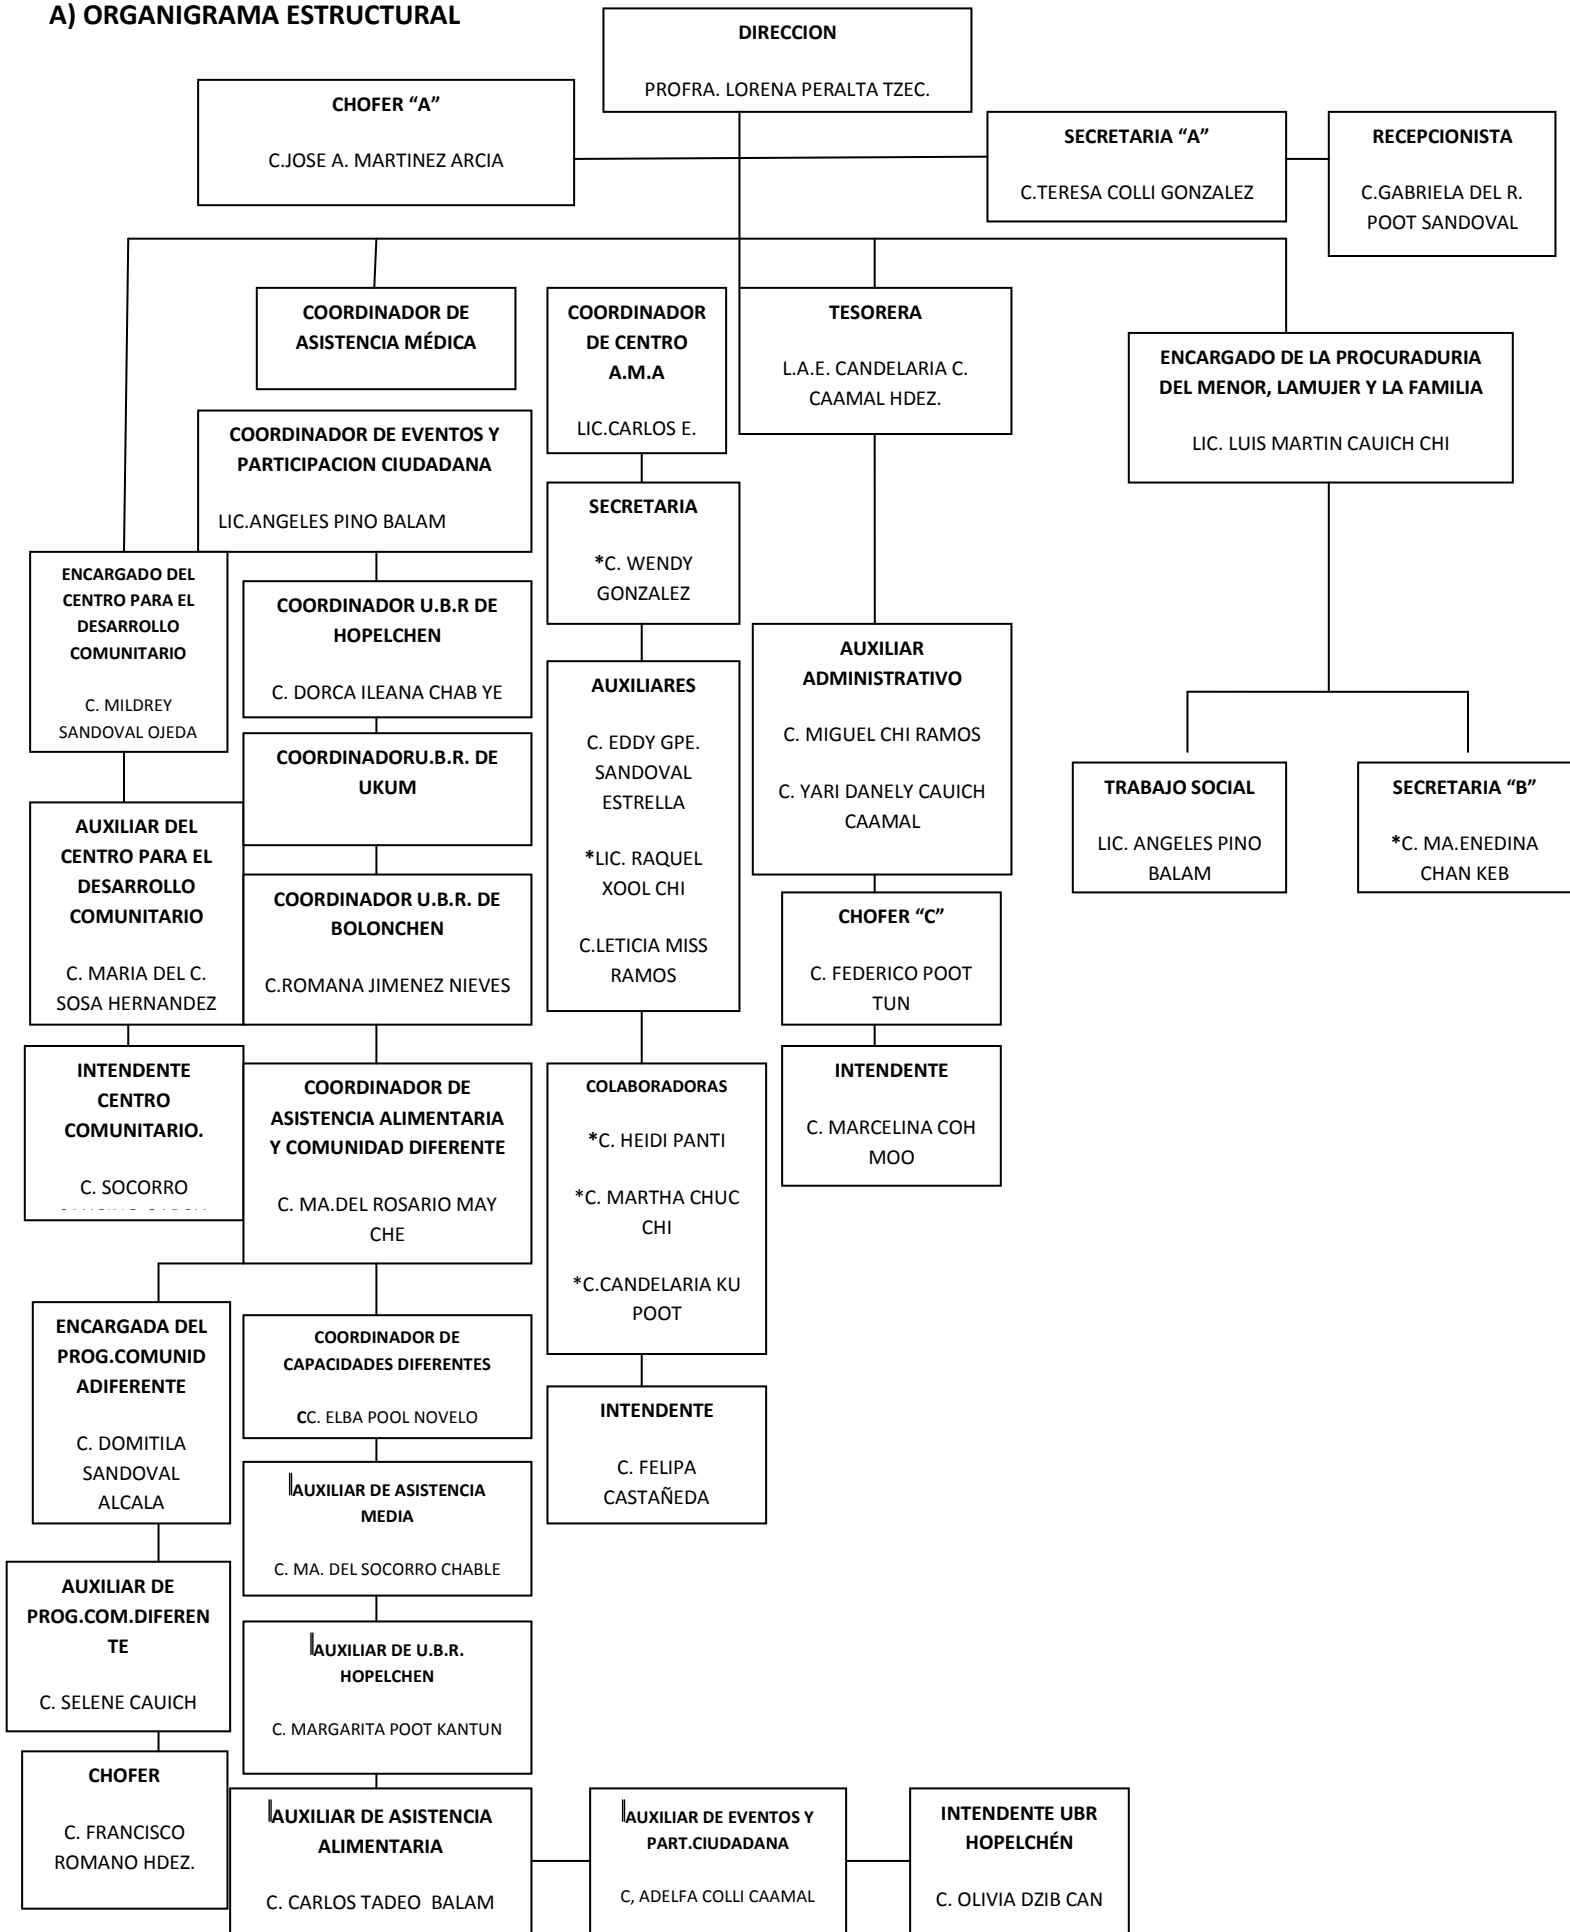 A) ORGANIGRAMA ESTRUCTURAL
DIRECCION
PROFRA. LORENA PERALTA TZEC.
CHOFER “A”
C.JOSE A. MARTINEZ ARCIA
SECRETARIA “A”
C.TERESA COLLI GONZALEZ
RECEPCIONISTA
C.GABRIELA DEL R.
POOT SANDOVAL
COORDINADOR DE
ASISTENCIA MÉDICA
COORDINADOR
DE CENTRO
A.M.A
LIC.CARLOS E.
TESORERA
L.A.E. CANDELARIA C.
CAAMAL HDEZ.
ENCARGADO DE LA PROCURADURIA
DEL MENOR, LAMUJER Y LA FAMILIA
LIC. LUIS MARTIN CAUICH CHI
COORDINADOR DE EVENTOS Y
PARTICIPACION CIUDADANA
LIC.ANGELES PINO BALAM
SECRETARIA
*C. WENDY
GONZALEZ
ENCARGADO DEL
CENTRO PARA EL
DESARROLLO
COMUNITARIO
C. MILDREY
SANDOVAL OJEDA
COORDINADOR U.B.R DE
HOPELCHEN
C. DORCA ILEANA CHAB YE
AUXILIARES
C. EDDY GPE.
SANDOVAL
ESTRELLA
*LIC. RAQUEL
XOOL CHI
C.LETICIA MISS
RAMOS
AUXILIAR
ADMINISTRATIVO
C. MIGUEL CHI RAMOS
C. YARI DANELY CAUICH
CAAMAL
COORDINADORU.B.R. DE
UKUM
TRABAJO SOCIAL
LIC. ANGELES PINO
BALAM
SECRETARIA “B”
*C. MA.ENEDINA
CHAN KEB
AUXILIAR DEL
CENTRO PARA EL
DESARROLLO
COMUNITARIO
C. MARIA DEL C.
SOSA HERNANDEZ
COORDINADOR U.B.R. DE
BOLONCHEN
C.ROMANA JIMENEZ NIEVES
CHOFER “C”
C. FEDERICO POOT
TUN
INTENDENTE
CENTRO
COMUNITARIO.
C. SOCORRO
COORDINADOR DE
ASISTENCIA ALIMENTARIA
Y COMUNIDAD DIFERENTE
C. MA.DEL ROSARIO MAY
CHE
COLABORADORAS
*C. HEIDI PANTI
*C. MARTHA CHUC
CHI
*C.CANDELARIA KU
POOT
INTENDENTE
C. MARCELINA COH
MOO
ENCARGADA DEL
PROG.COMUNID
ADIFERENTE
C. DOMITILA
SANDOVAL
ALCALA
COORDINADOR DE
CAPACIDADES DIFERENTES
CC. ELBA POOL NOVELO
INTENDENTE
C. FELIPA
CASTAÑEDA
AUXILIAR DE ASISTENCIA
MEDIA
C. MA. DEL SOCORRO CHABLE
AUXILIAR DE
PROG.COM.DIFEREN
TE
C. SELENE CAUICH
AUXILIAR DE U.B.R.
HOPELCHEN
C. MARGARITA POOT KANTUN
CHOFER
C. FRANCISCO
ROMANO HDEZ.
AUXILIAR DE ASISTENCIA
ALIMENTARIA
C. CARLOS TADEO BALAM
AUXILIAR DE EVENTOS Y
PART.CIUDADANA
C, ADELFA COLLI CAAMAL
INTENDENTE UBR
HOPELCHÉN
C. OLIVIA DZIB CAN